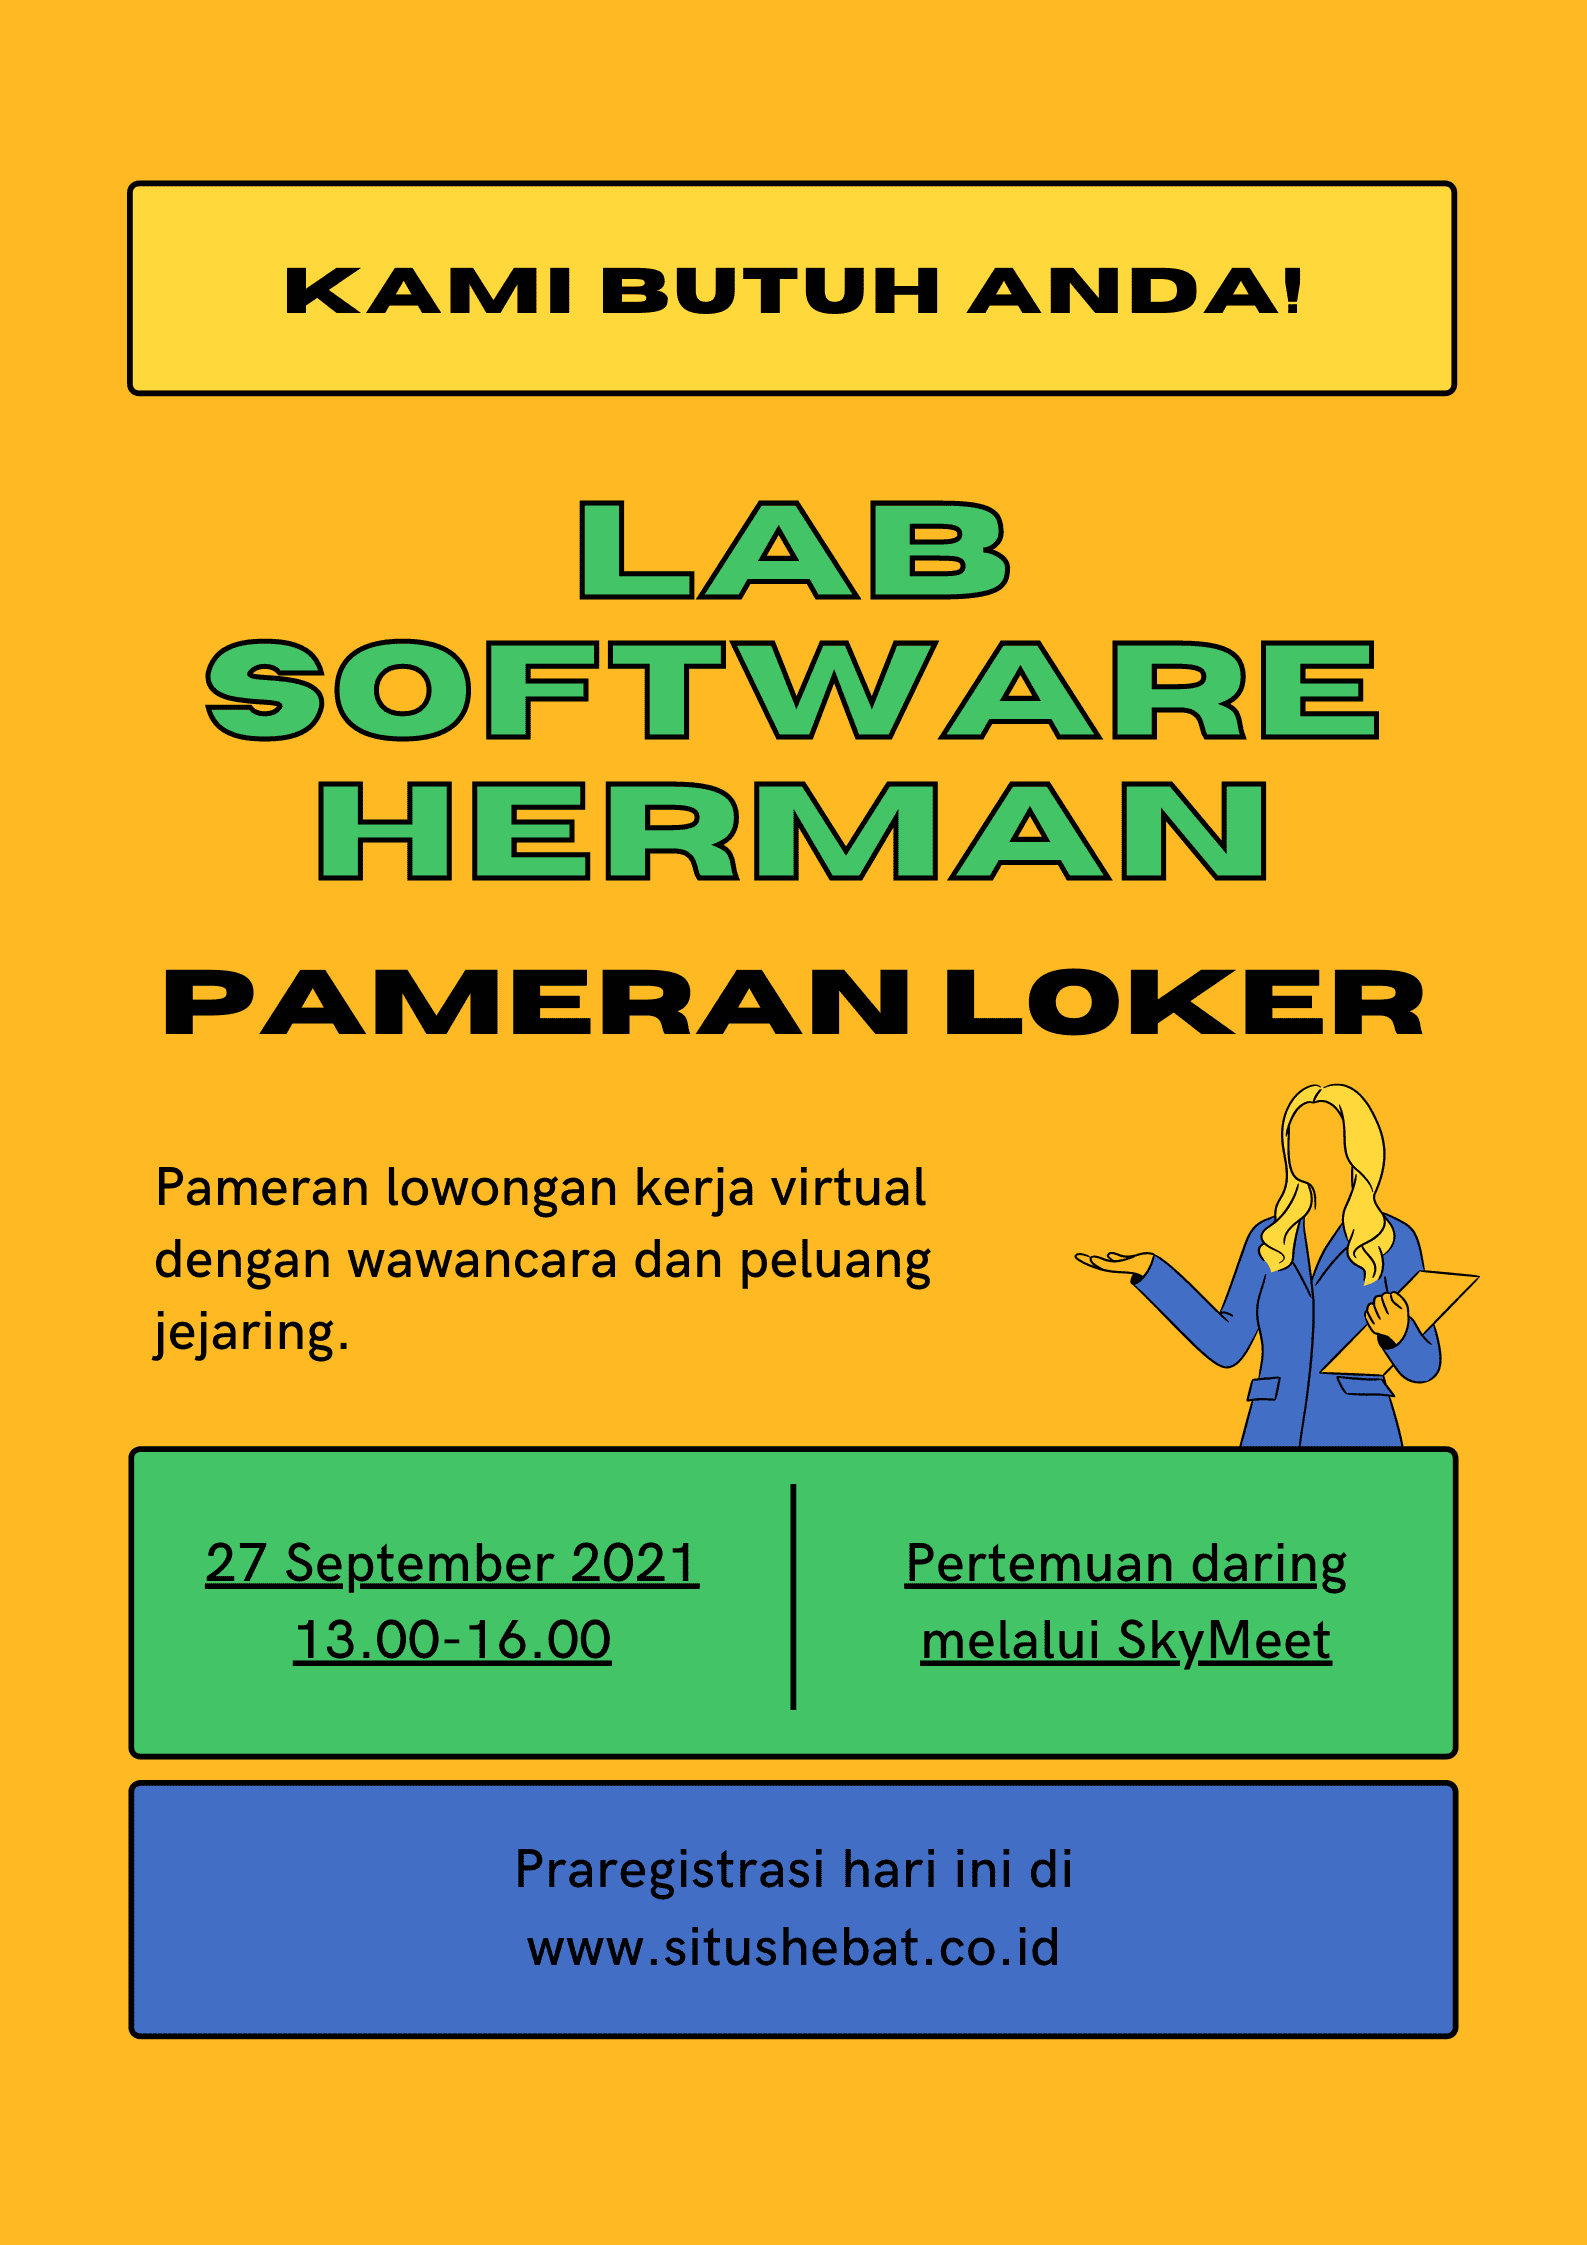 KAMI BUTUH ANDA!
LAB
SOFTWARE
HERMAN
PAMERAN LOKER
Pameran lowongan kerja virtual
dengan wawancara dan peluang
jejaring.
27 September 2021
13.00-16.00
Pertemuan daring
melalui SkyMeet
Praregistrasi hari ini di
www.situshebat.co.id